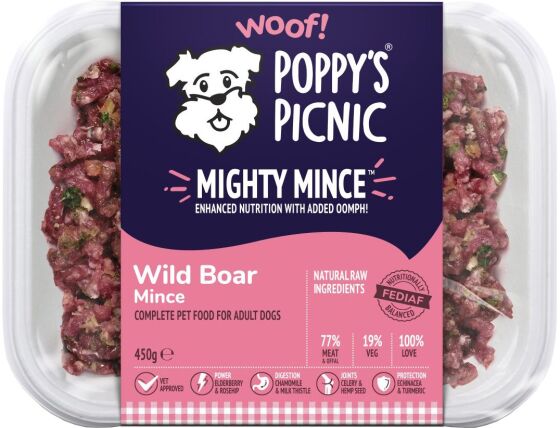 woof!
POPPY'S®
PICNIC
MIGHTY MINCE™
ENHANCED NUTRITION WITH ADDED OOMPH!
Wild Boar
Mince
COMPLETE PET FOOD FOR ADULT DOGS
450g ℮
NATURAL RAW
INGREDIENTS
NUTRITIONALLY
FEDIAF
BALANCED
77%
MEAT
& OFFAL
19%
VEG
100%
LOVE
VET
APPROVED
POWER
ELDERBERRY
& ROSEHIP
DIGESTION
CHAMOMILE
& MILK THISTLE
JOINTS
CELERY &
HEMP SEED
PROTECTION
ECHINACEA
& TURMERIC